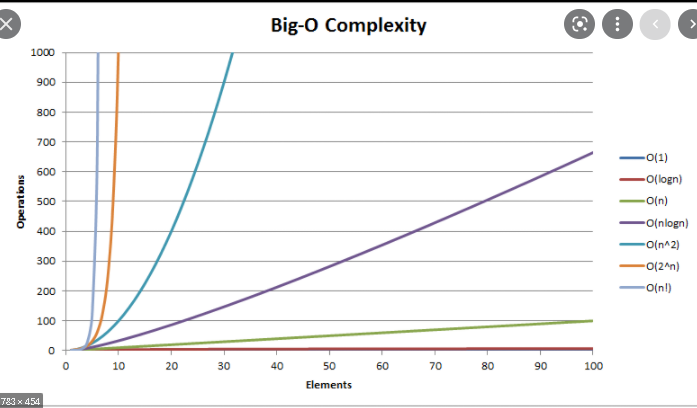 Big-O Complexity
1000
900
800
700
600
500
400
300
200
100
0
Operations
0 10 20 30 40 50 60 70 80 90 100
Elements
O(1)
O(logn)
O(n)
O(nlogn)
O(n^2)
O(2^n)
O(n!)
783 × 454